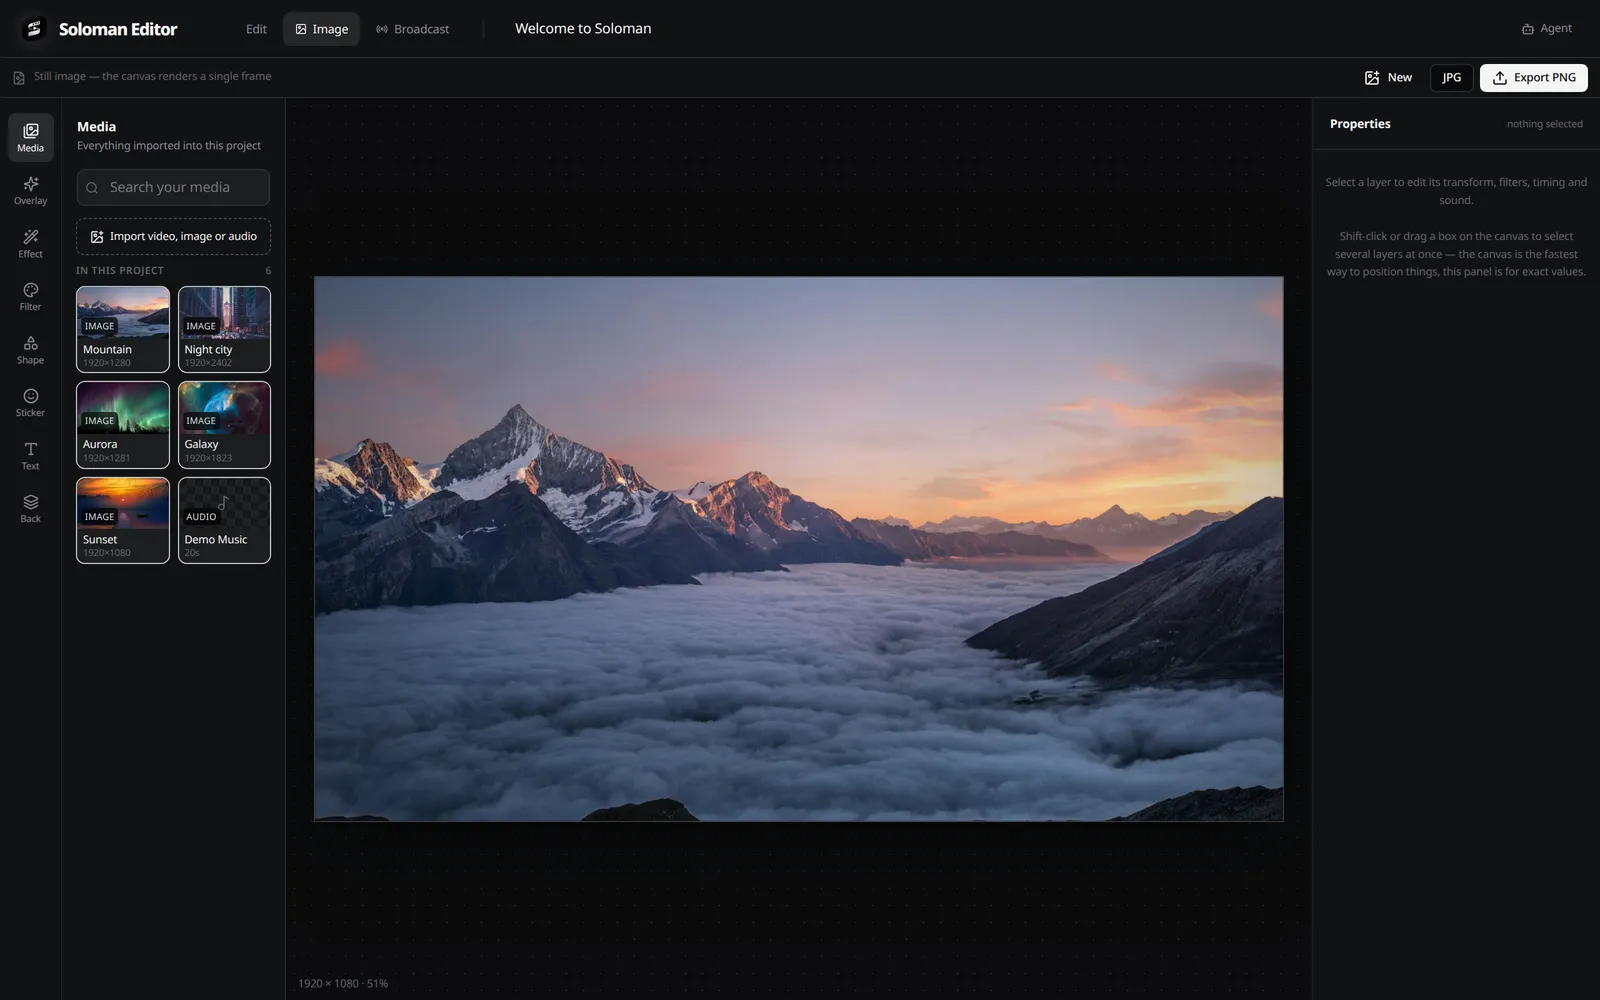 Soloman Editor
Edit
Image
Broadcast
Welcome to Soloman
Agent
Still image — the canvas renders a single frame
New
JPG
Export PNG
Media
Overlay
Effect
Filter
Shape
Sticker
Text
Back
Media
Everything imported into this project
Search your media
Import video, image or audio
IN THIS PROJECT 6
IMAGE
Mountain
1920×1280
IMAGE
Night city
1920×2402
IMAGE
Aurora
1920×1281
IMAGE
Galaxy
1920×1823
IMAGE
Sunset
1920×1080
AUDIO
Demo Music
20s
1920 × 1080 · 51%
Properties
nothing selected
Select a layer to edit its transform, filters, timing and
sound.
Shift-click or drag a box on the canvas to select
several layers at once — the canvas is the fastest
way to position things, this panel is for exact values.